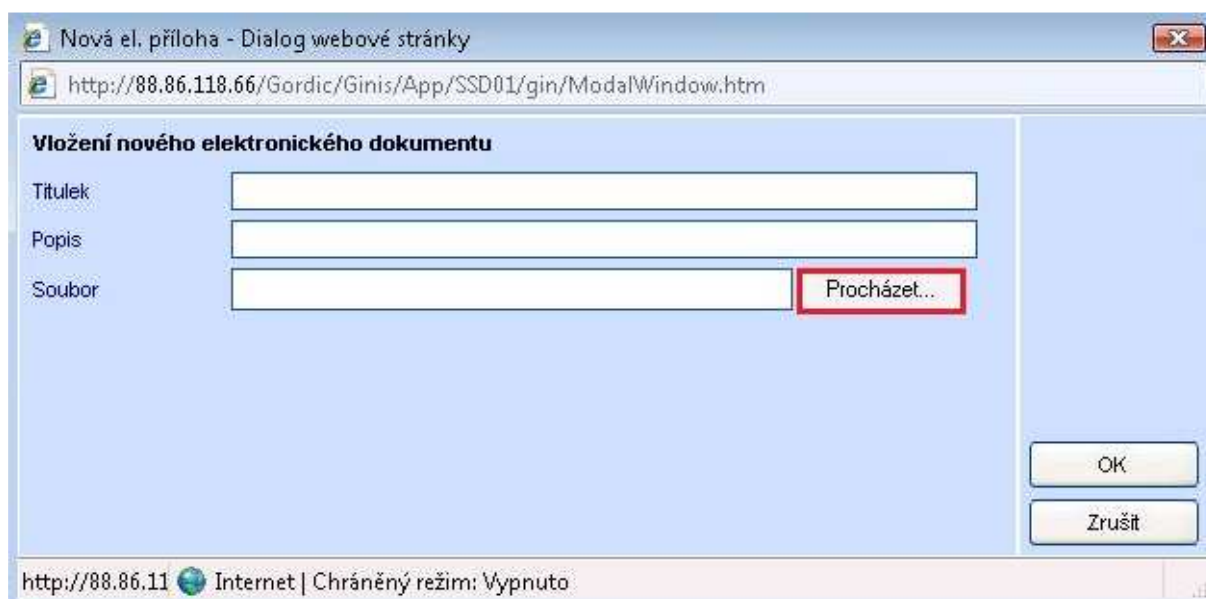 Nová el. příloha - Dialog webové stránky
http://88.86.118.66/Gordic/Ginis/App/SSD01/gin/ModalWindow.htm
Vložení nového elektronického dokumentu
Titulek
Popis
Soubor Procházet...
OK
Zrušit
http://88.86.11 Internet | Chráněný režim: Vypnuto